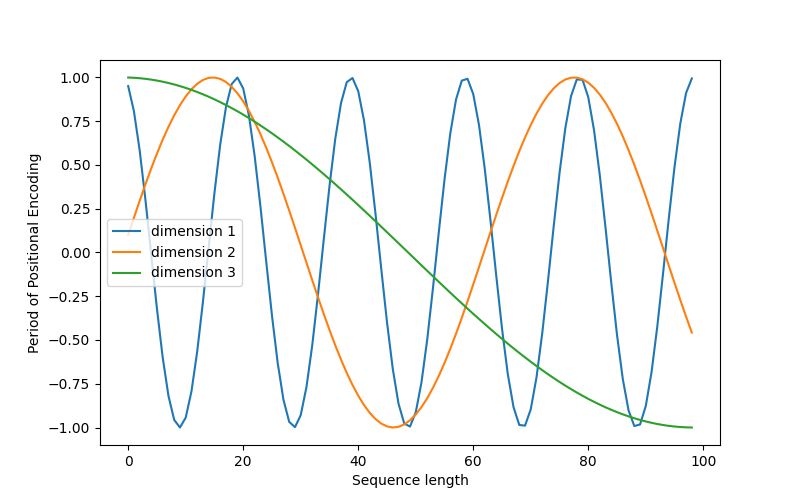 1.00
0.75
0.50
0.25
0.00
−0.25
−0.50
−0.75
−1.00
Period of Positional Encoding
dimension 1
dimension 2
dimension 3
0 20 40 60 80 100
Sequence length